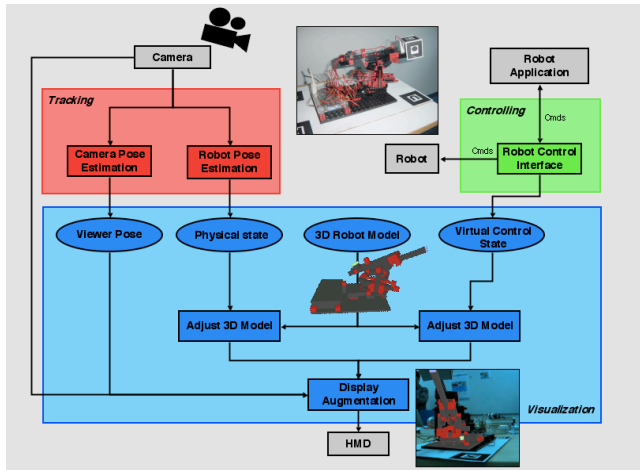 Camera
Robot
Application
Tracking
Controlling
Cmds
Camera Pose
Estimation
Robot Pose
Estimation
Robot
Cmds
Robot Control
Interface
Viewer Pose
Physical state
3D Robot Model
Virtual Control
State
Adjust 3D Model
Adjust 3D Model
Display
Augmentation
Visualization
HMD